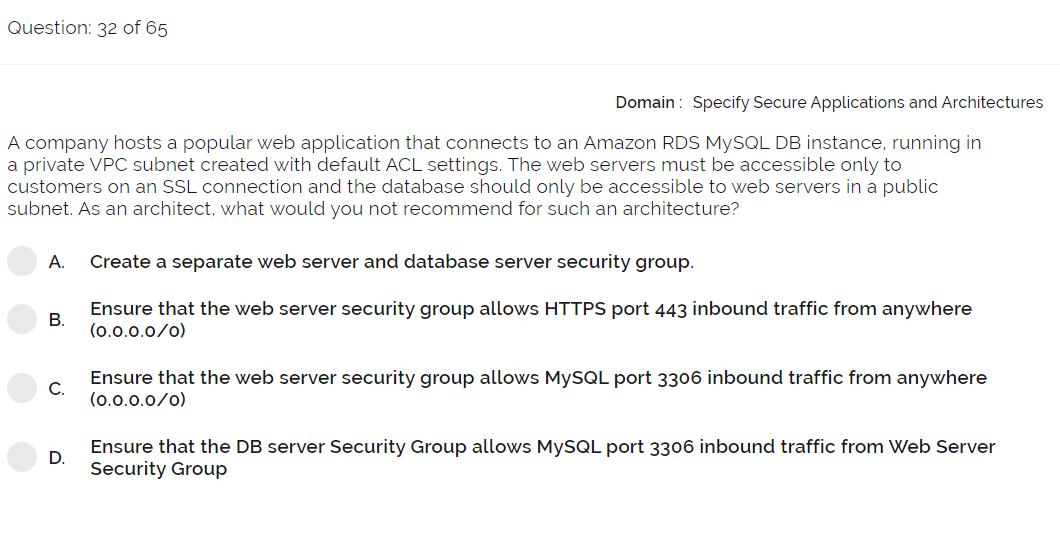 Question: 32 of 65
Domain : Specify Secure Applications and Architectures
A company hosts a popular web application that connects to an Amazon RDS MySQL DB instance, running in
a private VPC subnet created with default ACL settings. The web servers must be accessible only to
customers on an SSL connection and the database should only be accessible to web servers in a public
subnet. As an architect, what would you not recommend for such an architecture?
A. Create a separate web server and database server security group.
B. Ensure that the web server security group allows HTTPS port 443 inbound traffic from anywhere
(0.0.0.0/0)
C. Ensure that the web server security group allows MySQL port 3306 inbound traffic from anywhere
(0.0.0.0/0)
D. Ensure that the DB server Security Group allows MySQL port 3306 inbound traffic from Web Server
Security Group